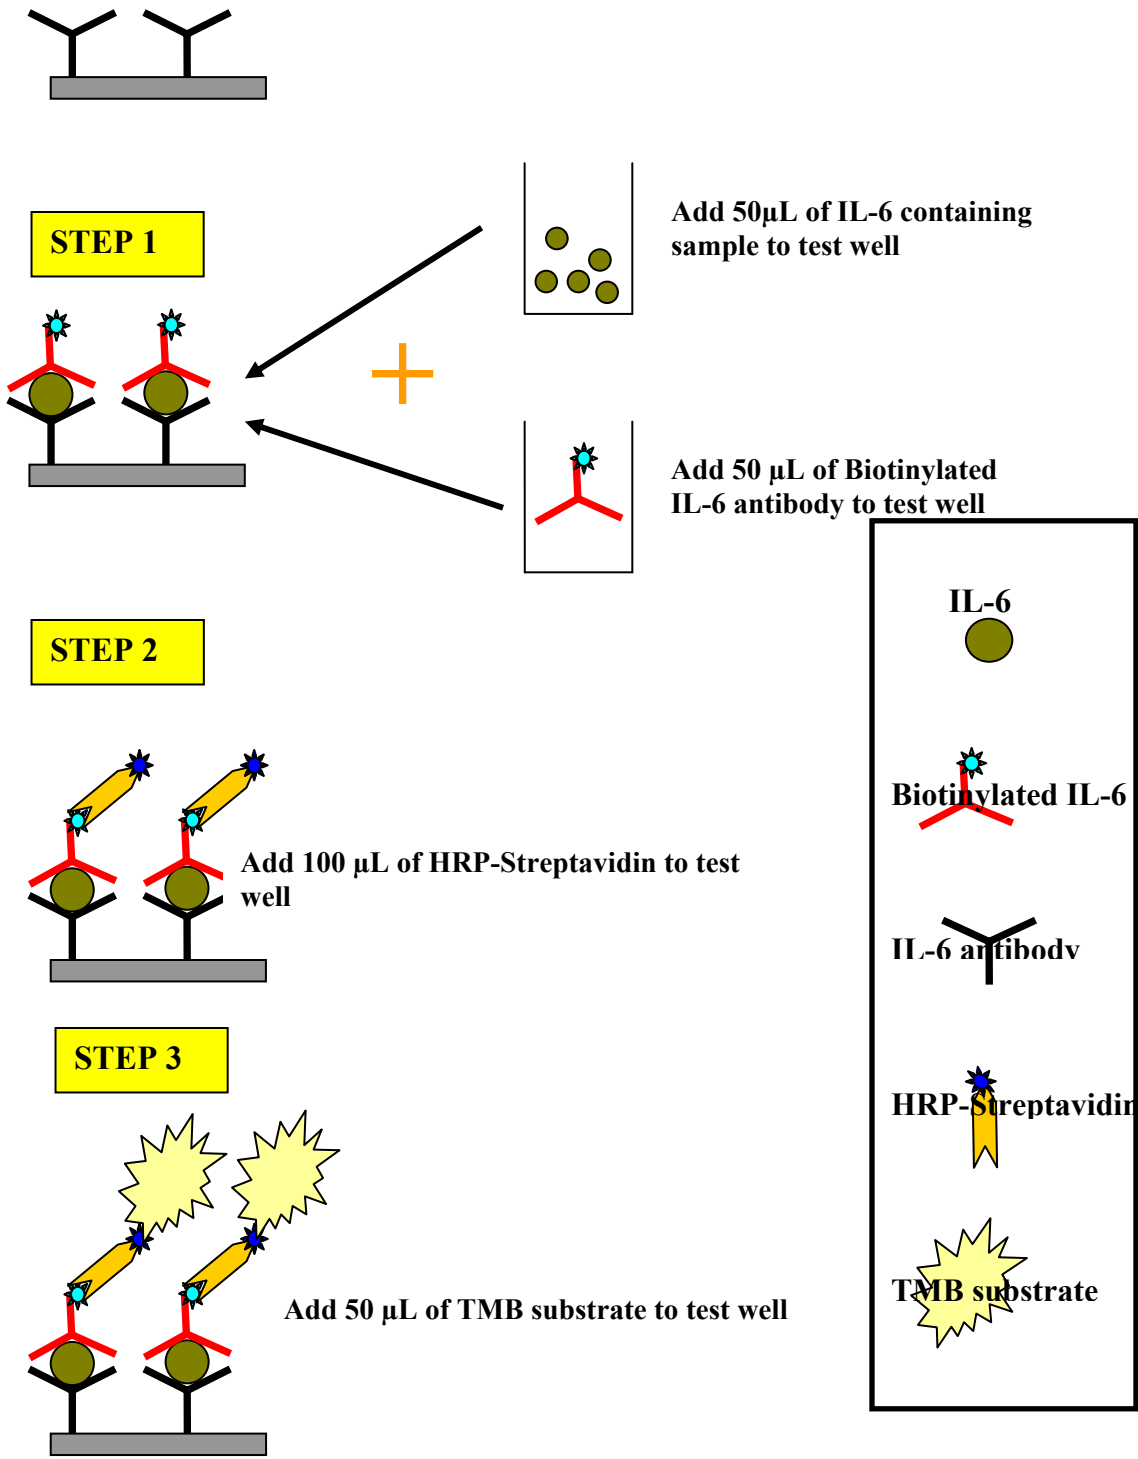 STEP 1
Add 50µL of IL-6 containing
sample to test well
Add 50 µL of Biotinylated
IL-6 antibody to test well
STEP 2
Add 100 µL of HRP-Streptavidin to test
well
STEP 3
Add 50 µL of TMB substrate to test well
IL-6
Biotinylated IL-6
IL-6 antibody
HRP-Streptavidin
TMB substrate